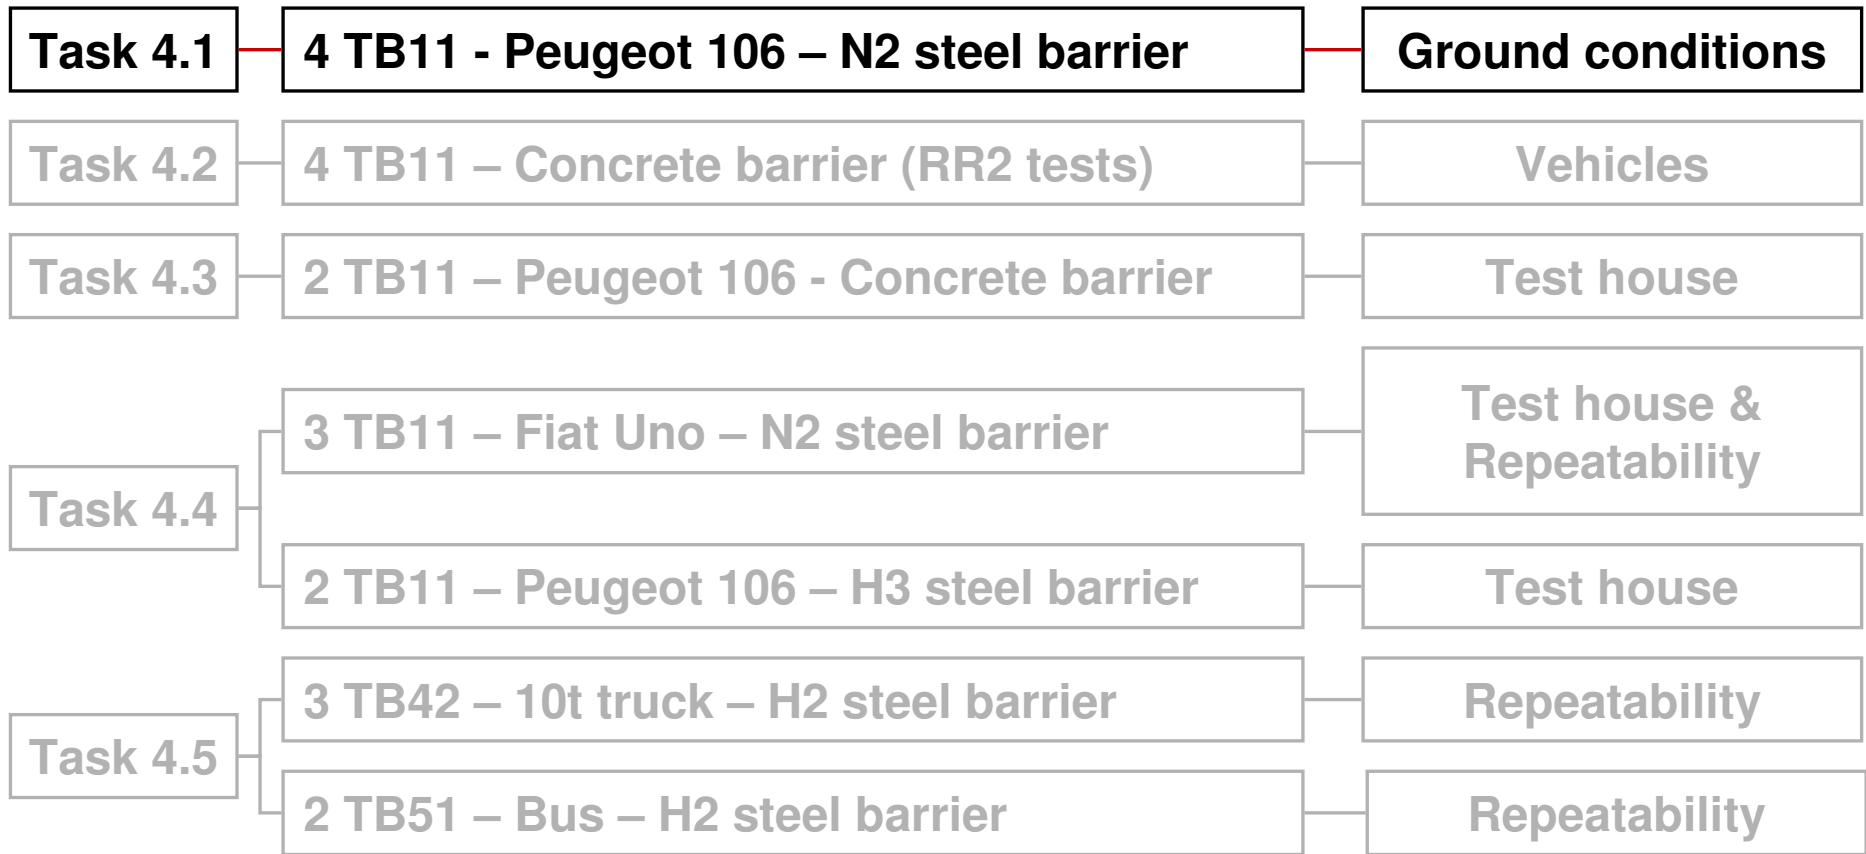 Task 4.1 4 TB11 - Peugeot 106 – N2 steel barrier Ground conditions
Task 4.2 4 TB11 – Concrete barrier (RR2 tests) Vehicles
Task 4.3 2 TB11 – Peugeot 106 - Concrete barrier Test house
Task 4.4
3 TB11 – Fiat Uno – N2 steel barrier
Test house &
Repeatability
2 TB11 – Peugeot 106 – H3 steel barrier Test house
Task 4.5
3 TB42 – 10t truck – H2 steel barrier Repeatability
2 TB51 – Bus – H2 steel barrier Repeatability